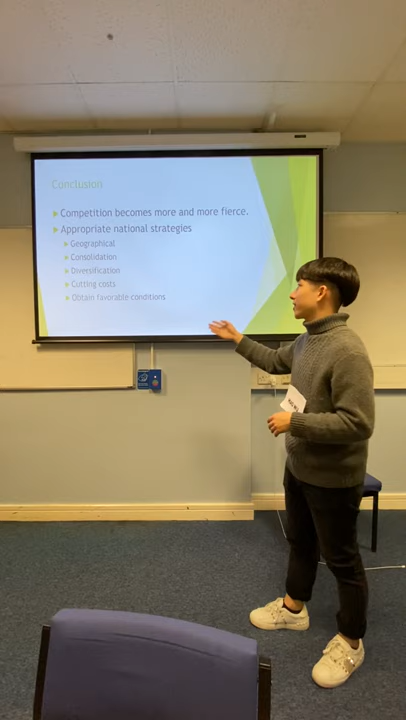 Conclusion
Competition becomes more and more fierce.
Appropriate national strategies
Geographical
Consolidation
Diversification
Cutting costs
Obtain favorable conditions